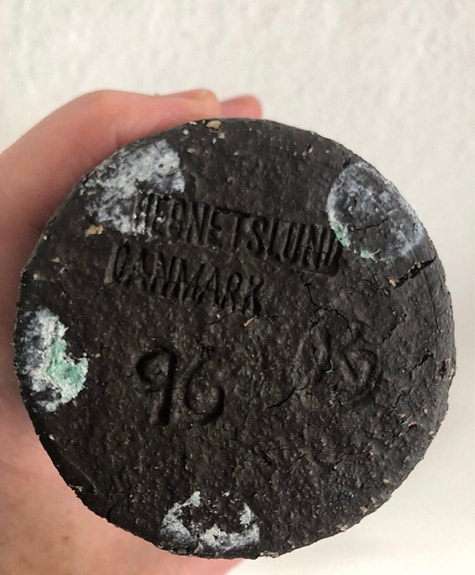 HEGNETSLUND
DANMARK
96